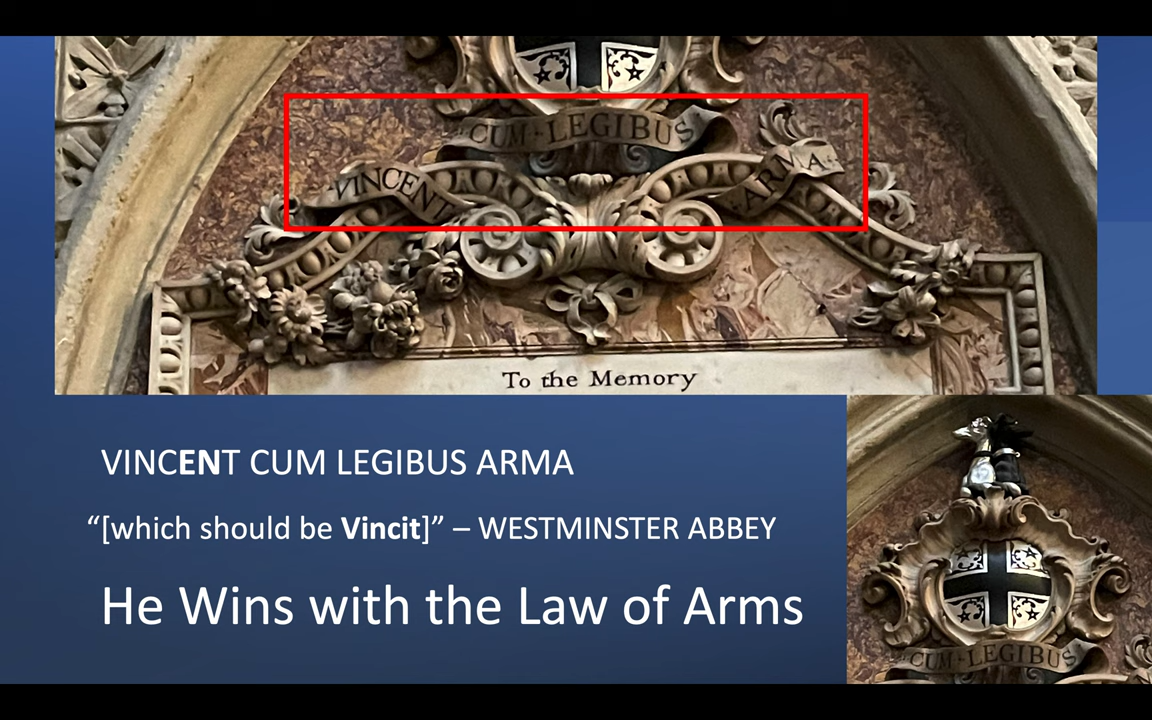 CUM·LEGIBUS
VINCENT
ARMA
To the Memory
VINCENT CUM LEGIBUS ARMA
“[which should be Vincit]” – WESTMINSTER ABBEY
He Wins with the Law of Arms
CUM·LEGIBUS